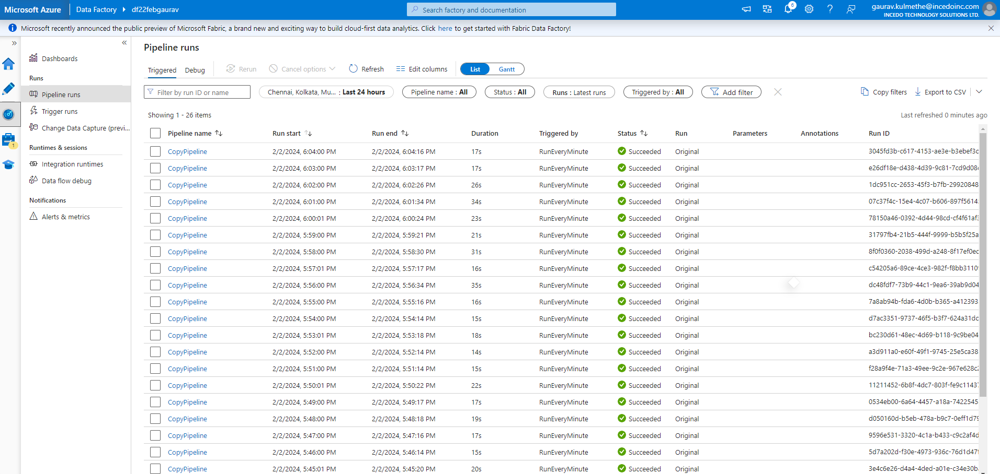 Microsoft Azure Data Factory df22febgaurav Search factory and documentation 6 gaurav.kulmethe@incedoinc.com
INCEDO TECHNOLOGY SOLUTIONS LTD.
Microsoft recently announced the public preview of Microsoft Fabric, a brand new and exciting way to build cloud-first data analytics. Click here to get started with Fabric Data Factory!
Dashboards
Runs
Pipeline runs
Trigger runs
Change Data Capture (previ...
Runtimes & sessions
Integration runtimes
Data flow debug
Notifications
Alerts & metrics
1
Pipeline runs
Triggered Debug Rerun Cancel options Refresh Edit columns List Gantt
Filter by run ID or name Chennai, Kolkata, Mu... : Last 24 hours Pipeline name : All Status : All Runs : Latest runs Triggered by : All Add filter Copy filters Export to CSV
Showing 1 - 26 items Last refreshed 0 minutes ago
Pipeline name Run start Run end Duration Triggered by Status Run Parameters Annotations Run ID
CopyPipeline 2/2/2024, 6:04:00 PM 2/2/2024, 6:04:16 PM 17s RunEveryMinute Succeeded Original 3045fd3b-c617-4153-ae3e-b3ebef3c
CopyPipeline 2/2/2024, 6:03:00 PM 2/2/2024, 6:03:17 PM 17s RunEveryMinute Succeeded Original e26df18e-d438-4d39-9c81-7cd9d08
CopyPipeline 2/2/2024, 6:02:00 PM 2/2/2024, 6:02:26 PM 26s RunEveryMinute Succeeded Original 1dc951cc-2653-45f3-b7fb-29920848
CopyPipeline 2/2/2024, 6:01:00 PM 2/2/2024, 6:01:34 PM 34s RunEveryMinute Succeeded Original 07c37f4c-15e4-4c07-b606-897f5614
CopyPipeline 2/2/2024, 6:00:01 PM 2/2/2024, 6:00:24 PM 23s RunEveryMinute Succeeded Original 78150a46-0392-4d44-98cd-cf4f61af
CopyPipeline 2/2/2024, 5:59:00 PM 2/2/2024, 5:59:21 PM 21s RunEveryMinute Succeeded Original 31797fb4-21b5-444f-9999-b5b5f25a
CopyPipeline 2/2/2024, 5:58:00 PM 2/2/2024, 5:58:30 PM 31s RunEveryMinute Succeeded Original 8f0f0360-2038-499d-a248-8f17ef0ec
CopyPipeline 2/2/2024, 5:57:01 PM 2/2/2024, 5:57:17 PM 16s RunEveryMinute Succeeded Original c54205a6-89ce-4ce3-982f-f8bb3110
CopyPipeline 2/2/2024, 5:56:00 PM 2/2/2024, 5:56:34 PM 35s RunEveryMinute Succeeded Original dc48fdf7-73b9-44c1-9ea6-39ab9d04
CopyPipeline 2/2/2024, 5:55:00 PM 2/2/2024, 5:55:16 PM 16s RunEveryMinute Succeeded Original 7a8ab94b-fda6-4d0b-b365-a412393
CopyPipeline 2/2/2024, 5:54:00 PM 2/2/2024, 5:54:14 PM 15s RunEveryMinute Succeeded Original d7ac3351-9737-46f5-b3f7-624a31dc
CopyPipeline 2/2/2024, 5:53:01 PM 2/2/2024, 5:53:18 PM 18s RunEveryMinute Succeeded Original bc230d61-48ec-4d69-b118-9c9be04
CopyPipeline 2/2/2024, 5:52:00 PM 2/2/2024, 5:52:14 PM 14s RunEveryMinute Succeeded Original a3d911a0-e60f-49f1-9745-25e5ca38
CopyPipeline 2/2/2024, 5:51:00 PM 2/2/2024, 5:51:14 PM 15s RunEveryMinute Succeeded Original f28a9f4e-71a3-49ee-9c2e-967e628c
CopyPipeline 2/2/2024, 5:50:01 PM 2/2/2024, 5:50:22 PM 22s RunEveryMinute Succeeded Original 11211452-6b8f-4dc7-803f-fe9c1143
CopyPipeline 2/2/2024, 5:49:00 PM 2/2/2024, 5:49:17 PM 17s RunEveryMinute Succeeded Original 0534eb00-6a64-4457-a18a-7422545
CopyPipeline 2/2/2024, 5:48:00 PM 2/2/2024, 5:48:18 PM 19s RunEveryMinute Succeeded Original d050160d-b5eb-478a-b9c7-0eff1d79
CopyPipeline 2/2/2024, 5:47:00 PM 2/2/2024, 5:47:16 PM 17s RunEveryMinute Succeeded Original 9596e531-3320-4c1a-b433-c9c2af4d
CopyPipeline 2/2/2024, 5:46:00 PM 2/2/2024, 5:46:14 PM 15s RunEveryMinute Succeeded Original 5d7a202d-f30e-4973-936c-76d1d47
CopyPipeline 2/2/2024, 5:45:01 PM 2/2/2024, 5:45:20 PM 20s RunEveryMinute Succeeded Original 3e4c6e26-d4a4-4ded-a01e-c34e30b